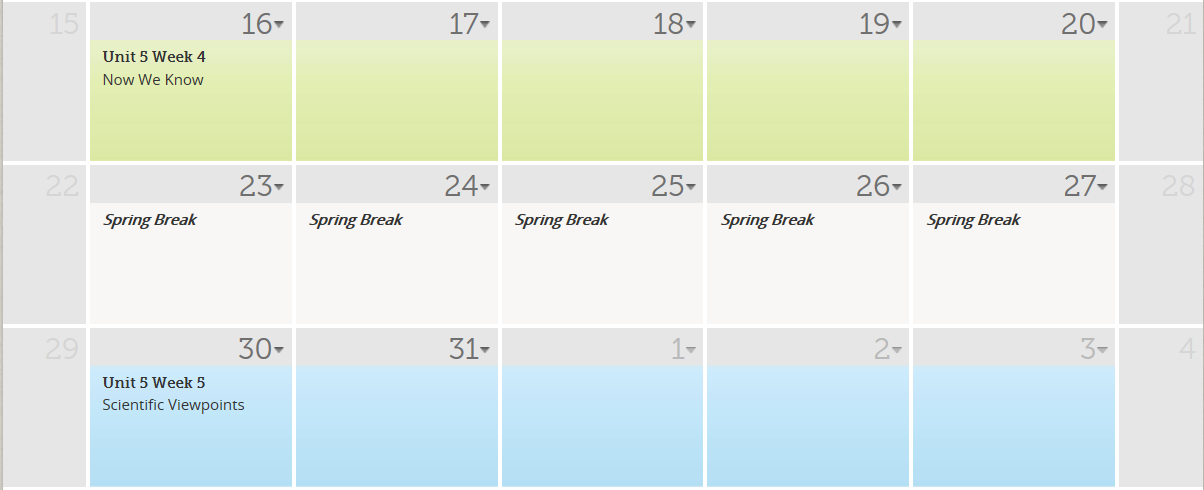 15 16 17 18 19 20 21
Unit 5 Week 4
Now We Know
22 23 24 25 26 27 28
Spring Break Spring Break Spring Break Spring Break Spring Break
29 30 31 1 2 3 4
Unit 5 Week 5
Scientific Viewpoints